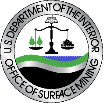 U.S. DEPARTMENT OF THE INTERIOR
OFFICE OF SURFACE MINING